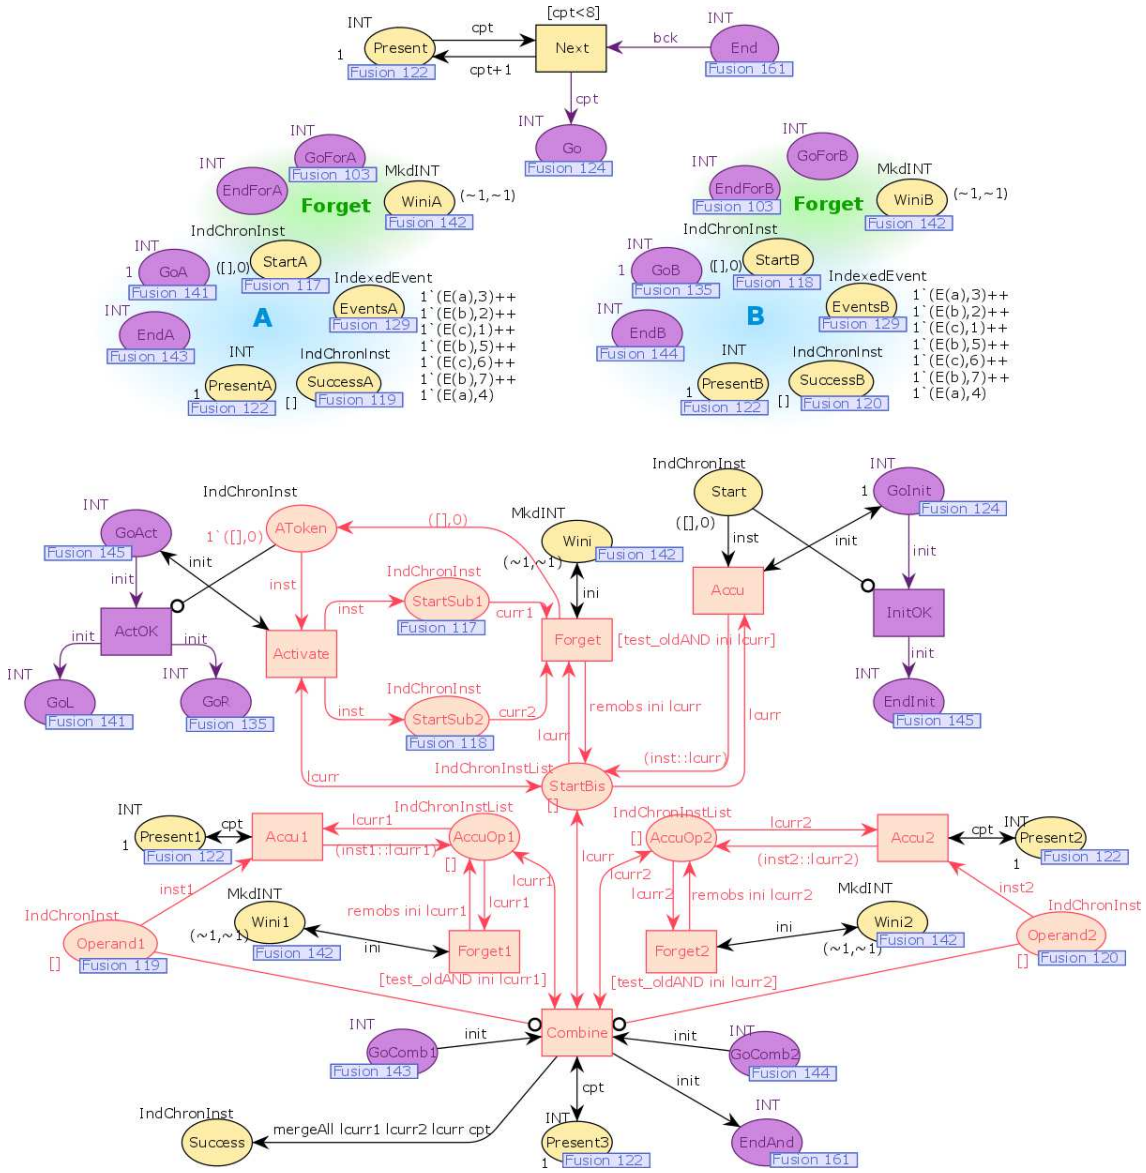 [cpt<8]
INT
Present
1
Fusion 122
cpt
cpt+1
Next
bck
INT
End
Fusion 161
cpt
INT
Go
Fusion 124
INT
GoForA
Fusion 103
INT
EndForA
Forget
MkdINT
WiniA
(~1,~1)
Fusion 142
IndChronInst
StartA
([],0)
Fusion 117
INT
GoA
1
Fusion 141
IndexedEvent
EventsA
Fusion 129
1`(E(a),3)++
1`(E(b),2)++
1`(E(c),1)++
1`(E(b),5)++
1`(E(c),6)++
1`(E(b),7)++
1`(E(a),4)
INT
EndA
Fusion 143
A
INT
PresentA
1
Fusion 122
IndChronInst
SuccessA
[]
Fusion 119
INT
GoForB
INT
EndForB
Fusion 103
Forget
MkdINT
WiniB
(~1,~1)
Fusion 142
IndChronInst
StartB
([],0)
Fusion 118
INT
GoB
1
Fusion 135
IndexedEvent
EventsB
Fusion 129
1`(E(a),3)++
1`(E(b),2)++
1`(E(c),1)++
1`(E(b),5)++
1`(E(c),6)++
1`(E(b),7)++
1`(E(a),4)
INT
EndB
Fusion 144
B
INT
PresentB
1
Fusion 122
IndChronInst
SuccessB
[]
Fusion 120
INT
GoAct
Fusion 145
IndChronInst
AToken
1`([],0)
([],0)
MkdINT
Wini
(~1,~1)
Fusion 142
IndChronInst
Start
([],0)
INT
GoInit
1
Fusion 124
inst
init
init
init
inst
ini
ActOK
init
init
INT
GoL
Fusion 141
INT
GoR
Fusion 135
Activate
inst
inst
IndChronInst
StartSub1
Fusion 117
curr1
IndChronInst
StartSub2
Fusion 118
curr2
Forget
[test_oldAND ini lcurr]
remobs ini lcurr
lcurr
lcurr
lcurr
Accu
InitOK
init
INT
EndInit
Fusion 145
(inst::lcurr)
IndChronInstList
StartBis
[]
INT
Present1
1
Fusion 122
cpt
Accu1
lcurr1
(inst1::lcurr1)
IndChronInstList
AccuOp1
[]
lcurr1
lcurr
IndChronInstList
AccuOp2
[]
lcurr2
lcurr2
(inst2::lcurr2)
Accu2
cpt
INT
Present2
1
Fusion 122
inst1
remobs ini lcurr1
lcurr1
lcurr2
remobs ini lcurr2
inst2
IndChronInst
Operand1
[]
Fusion 119
MkdINT
Wini1
(~1,~1)
Fusion 142
ini
Forget1
[test_oldAND ini lcurr1]
Forget2
[test_oldAND ini lcurr2]
ini
MkdINT
Wini2
(~1,~1)
Fusion 142
IndChronInst
Operand2
[]
Fusion 120
INT
GoComb1
Fusion 143
init
Combine
init
INT
GoComb2
Fusion 144
cpt
init
IndChronInst
Success
mergeAll lcurr1 lcurr2 lcurr cpt
INT
Present3
1
Fusion 122
INT
EndAnd
Fusion 161